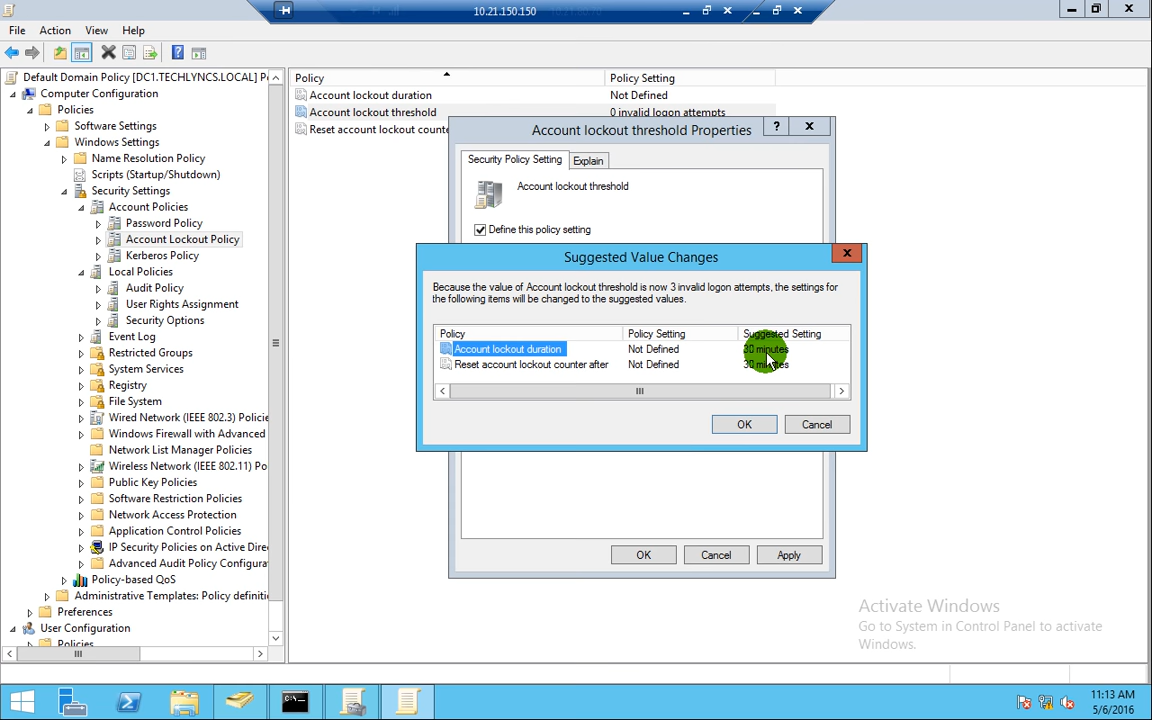 10.21.150.150
File Action View Help
Default Domain Policy [DC1.TECHLYNCS.LOCAL] P
Computer Configuration
Policies
Software Settings
Windows Settings
Name Resolution Policy
Scripts (Startup/Shutdown)
Security Settings
Account Policies
Password Policy
Account Lockout Policy
Kerberos Policy
Local Policies
Audit Policy
User Rights Assignment
Security Options
Event Log
Restricted Groups
System Services
Registry
File System
Wired Network (IEEE 802.3) Policie
Windows Firewall with Advanced
Network List Manager Policies
Wireless Network (IEEE 802.11) Po
Public Key Policies
Software Restriction Policies
Network Access Protection
Application Control Policies
IP Security Policies on Active Dire
Advanced Audit Policy Configura
Policy-based QoS
Administrative Templates: Policy definiti
Preferences
User Configuration
Policies
Policy Policy Setting
Account lockout duration Not Defined
Account lockout threshold 0 invalid logon attempts
Reset account lockout counte
Account lockout threshold Properties ? X
Security Policy Setting Explain
Account lockout threshold
Define this policy setting
Suggested Value Changes
Because the value of Account lockout threshold is now 3 invalid logon attempts, the settings for
the following items will be changed to the suggested values.
Policy Policy Setting Suggested Setting
Account lockout duration Not Defined 30 minutes
Reset account lockout counter after Not Defined 30 minutes
OK Cancel
OK Cancel Apply
Activate Windows
Go to System in Control Panel to activate
Windows.
11:13 AM
5/6/2016